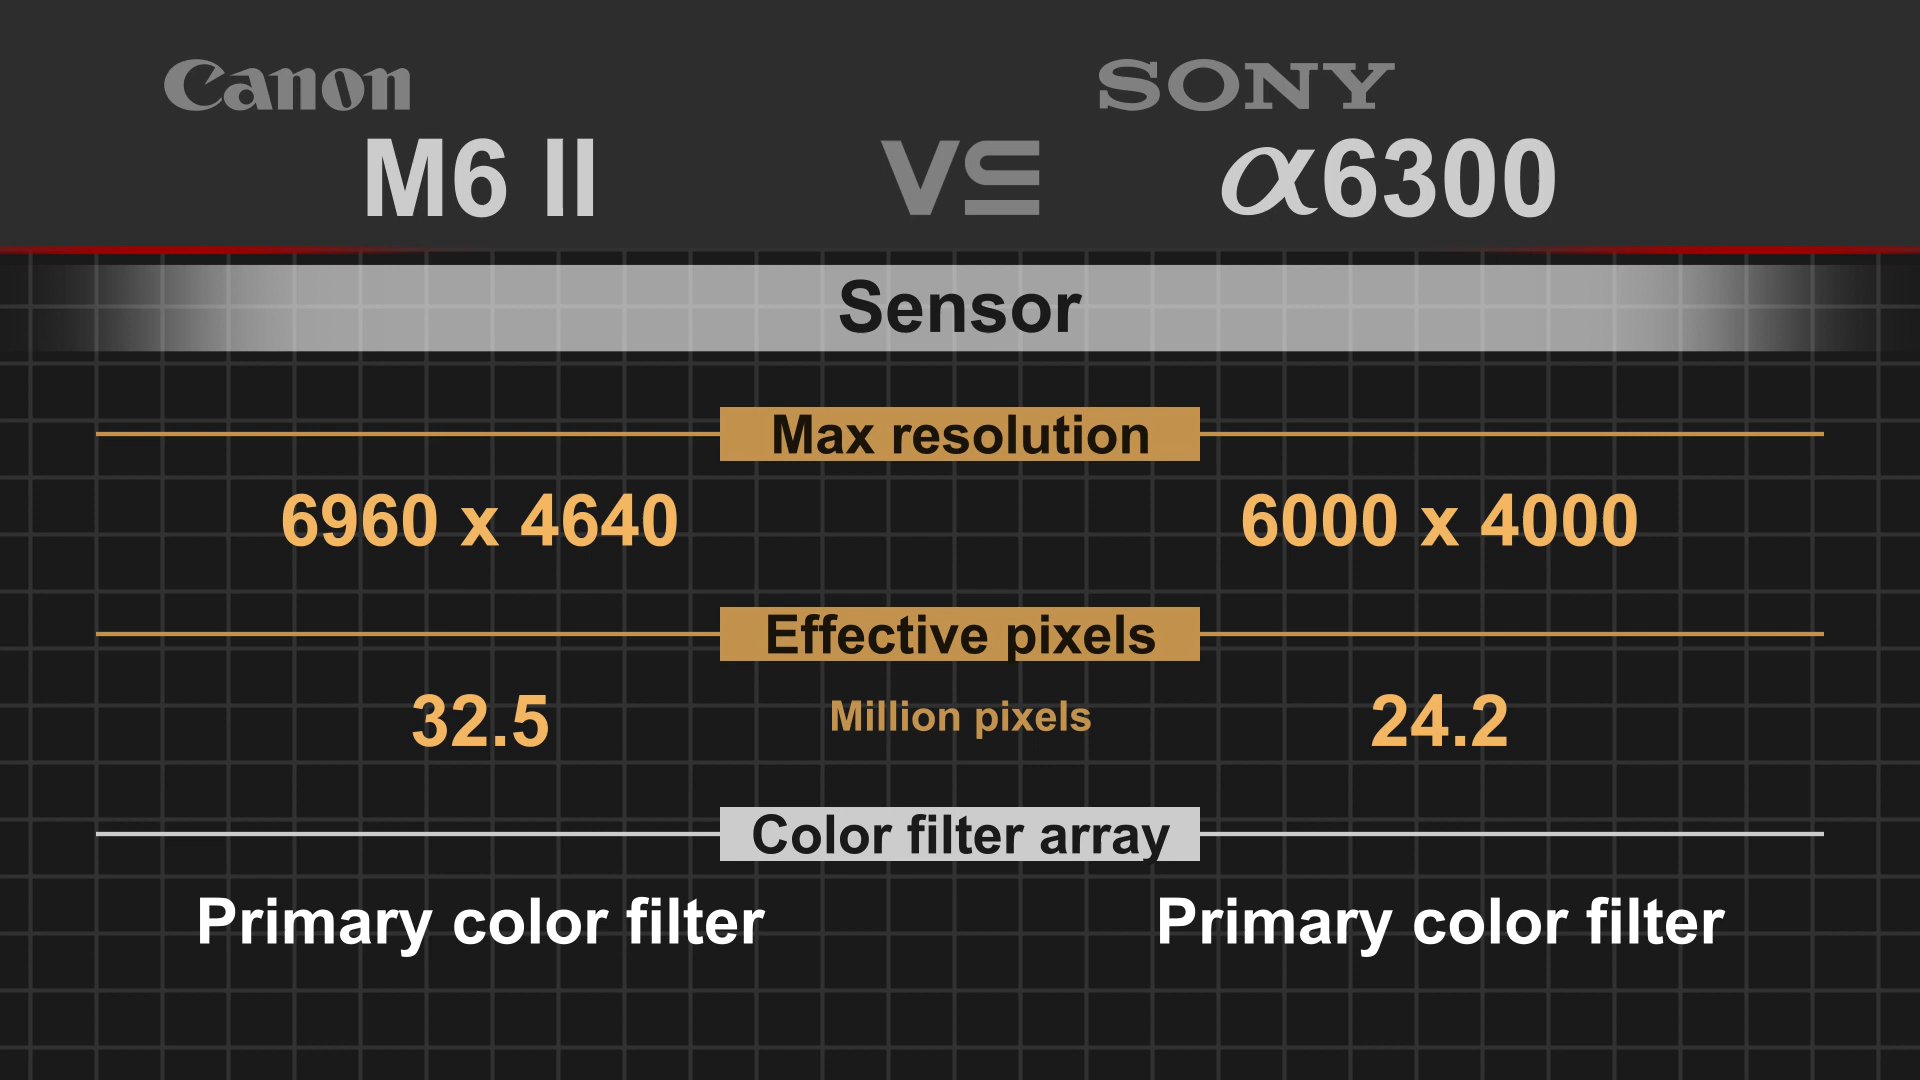 Canon
SONY
M6 II
VS
α6300
Sensor
Max resolution
6960 x 4640
6000 x 4000
Effective pixels
32.5
Million pixels
24.2
Color filter array
Primary color filter
Primary color filter